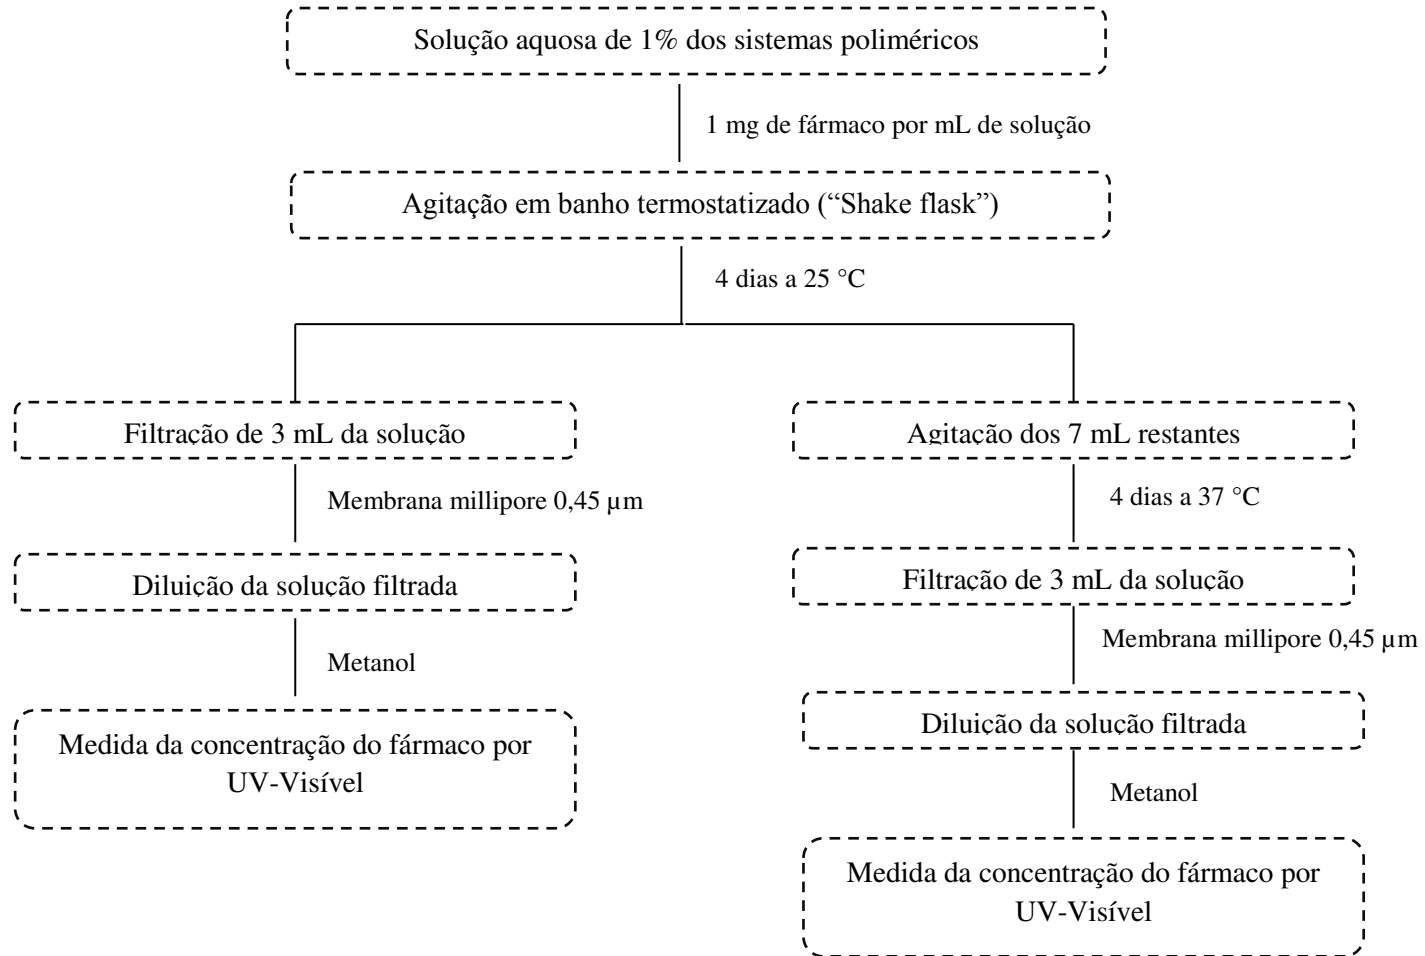 Solução aquosa de 1% dos sistemas poliméricos
1 mg de fármaco por mL de solução
Agitação em banho termostatizado (“Shake flask”)
4 dias a 25 °C
Filtração de 3 mL da solução
Membrana millipore 0,45 µm
Diluição da solução filtrada
Metanol
Medida da concentração do fármaco por
UV-Visível
Agitação dos 7 mL restantes
4 dias a 37 °C
Filtração de 3 mL da solução
Membrana millipore 0,45 µm
Diluição da solução filtrada
Metanol
Medida da concentração do fármaco por
UV-Visível